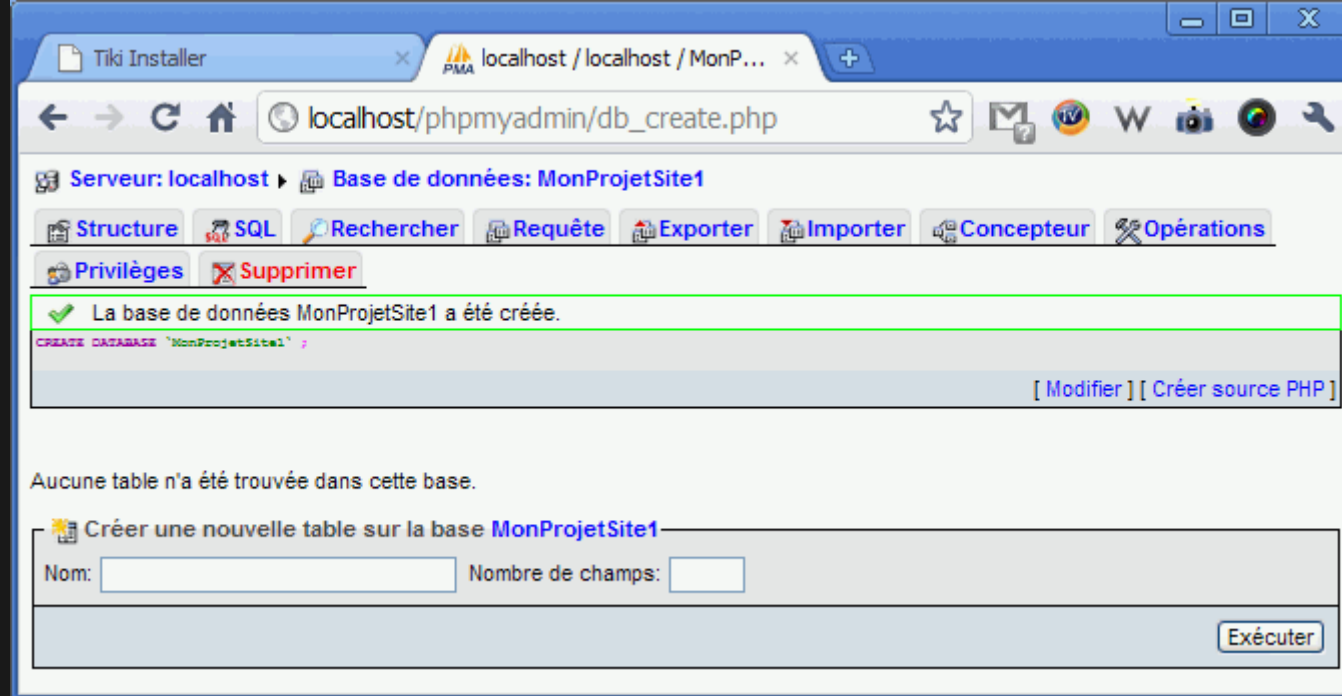 Tiki Installer
PMA localhost / localhost / MonP...
localhost/phpmyadmin/db_create.php
Serveur: localhost Base de données: MonProjetSite1
Structure SQL Rechercher Requête Exporter Importer Concepteur Opérations
Privilèges Supprimer
La base de données MonProjetSite1 a été créée.
CREATE DATABASE `MonProjetSite1` ;
[ Modifier ] [ Créer source PHP ]
Aucune table n'a été trouvée dans cette base.
Créer une nouvelle table sur la base MonProjetSite1
Nom: Nombre de champs:
Exécuter